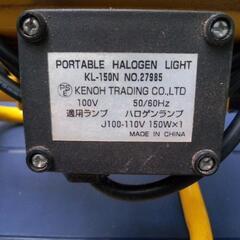 PORTABLE HALOGEN LIGHT
KL-150N NO.27985
PS E KENOH TRADING CO.,LTD
100V 50/60Hz
適用ランプ ハロゲンランプ
J100-110V 150W×1
MADE IN CHINA